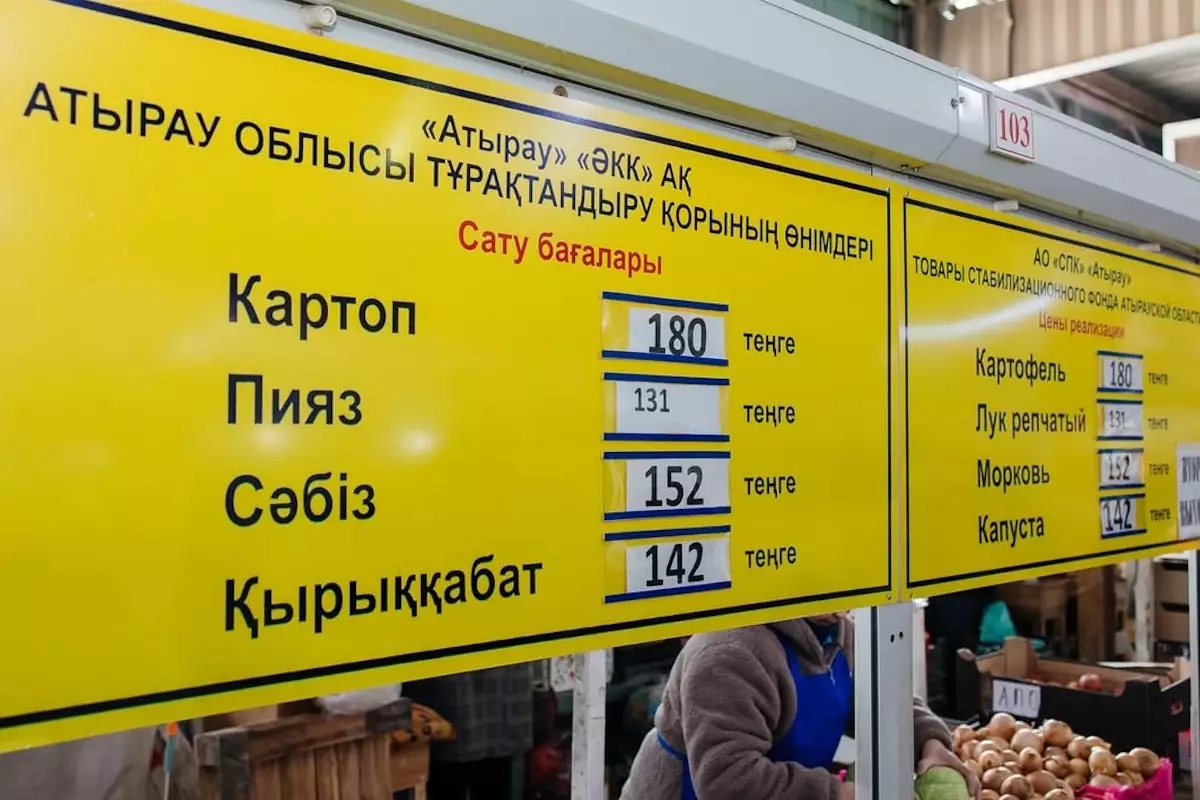 «Атырау» «ӘКК» АҚ
АТЫРАУ ОБЛЫСЫ ТҰРАҚТАНДЫРУ ҚОРЫНЫҢ ӨНІМДЕРІ
Сату бағалары
Картоп 180 теңге
Пияз 131 теңге
Сәбіз 152 теңге
Қырыққабат 142 теңге
103
АО «СПК» «Атырау»
ТОВАРЫ СТАБИЛИЗАЦИОННОГО ФОНДА АТЫРАУСКОЙ ОБЛАСТИ
Цены реализации
Картофель 180 тенге
Лук репчатый 131 тенге
Морковь 152 тенге
Капуста 142 тенге
АПО